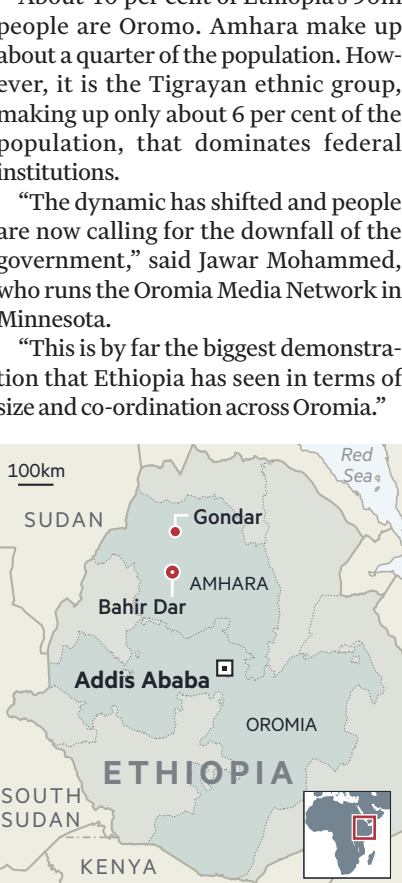 people are Oromo. Amhara make up
about a quarter of the population. How-
ever, it is the Tigrayan ethnic group,
making up only about 6 per cent of the
population, that dominates federal
institutions.
“The dynamic has shifted and people
are now calling for the downfall of the
government,” said Jawar Mohammed,
who runs the Oromia Media Network in
Minnesota.
“This is by far the biggest demonstra-
tion that Ethiopia has seen in terms of
size and co-ordination across Oromia.”
100km
Red
Sea
SUDAN
Gondar
AMHARA
Bahir Dar
Addis Ababa
OROMIA
ETHIOPIA
SOUTH
SUDAN
KENYA